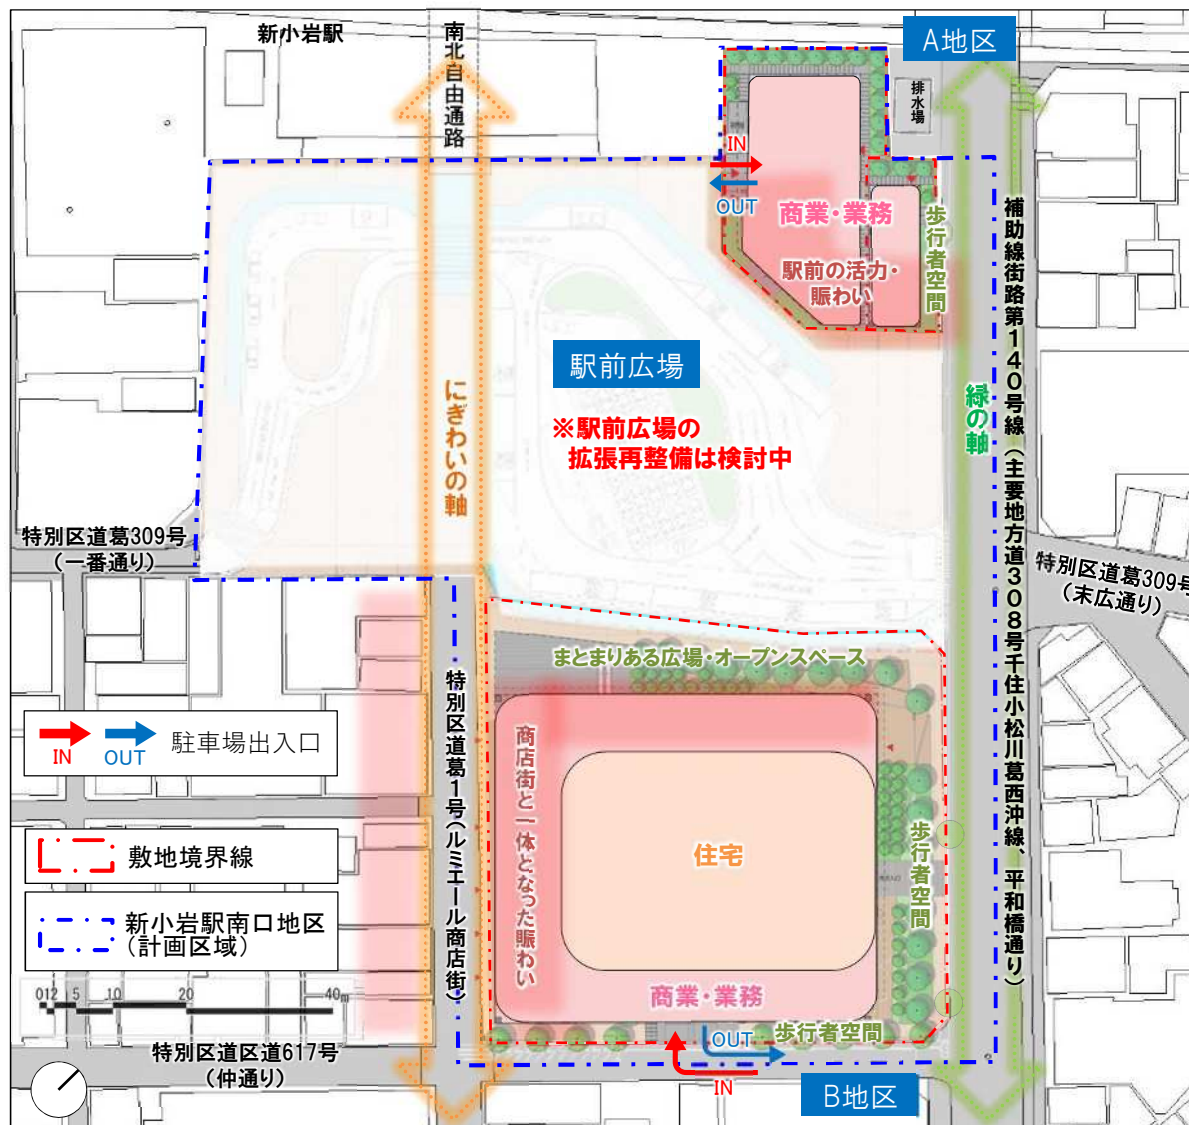 新小岩駅
南北自由通路
A地区
排水場
IN
OUT
商業・業務
駅前の活力・
賑わい
歩行者空間
補助線街路第140号線（主要地方道308号千住小松川葛西沖線、平和橋通り）
緑の軸
駅前広場
※駅前広場の
拡張再整備は検討中
にぎわいの軸
特別区道葛309号
（一番通り）
特別区道葛309号
（末広通り）
まとまりある広場・オープンスペース
特別区道葛1号（ルミエール商店街）
商店街と一体となった賑わい
住宅
歩行者空間
商業・業務
歩行者空間
OUT
IN
B地区
IN
OUT
駐車場出入口
敷地境界線
新小岩駅南口地区
（計画区域）
012 5 10 20 40m
特別区道区道617号
（仲通り）